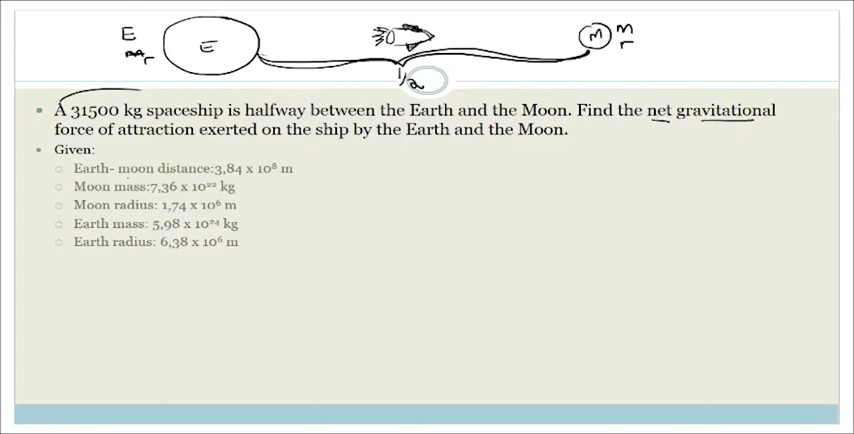 E
E
r
M
m
r
1/2
A 31500 kg spaceship is halfway between the Earth and the Moon. Find the net gravitational
force of attraction exerted on the ship by the Earth and the Moon.
Given:
Earth- moon distance:3,84 x 10⁸ m
Moon mass:7,36 x 10²² kg
Moon radius: 1,74 x 10⁶ m
Earth mass: 5,98 x 10²⁴ kg
Earth radius: 6,38 x 10⁶ m